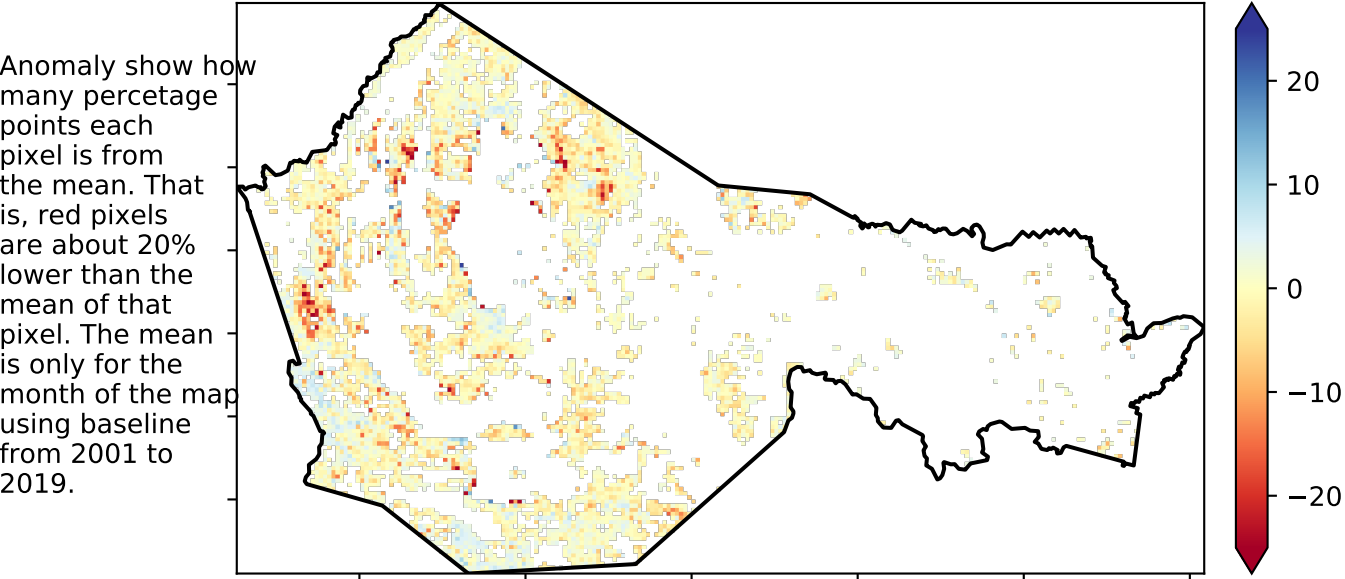 Anomaly show how
many percetage
points each
pixel is from
the mean. That
is, red pixels
are about 20%
lower than the
mean of that
pixel. The mean
is only for the
month of the map
using baseline
from 2001 to
2019.
20
10
0
−10
−20